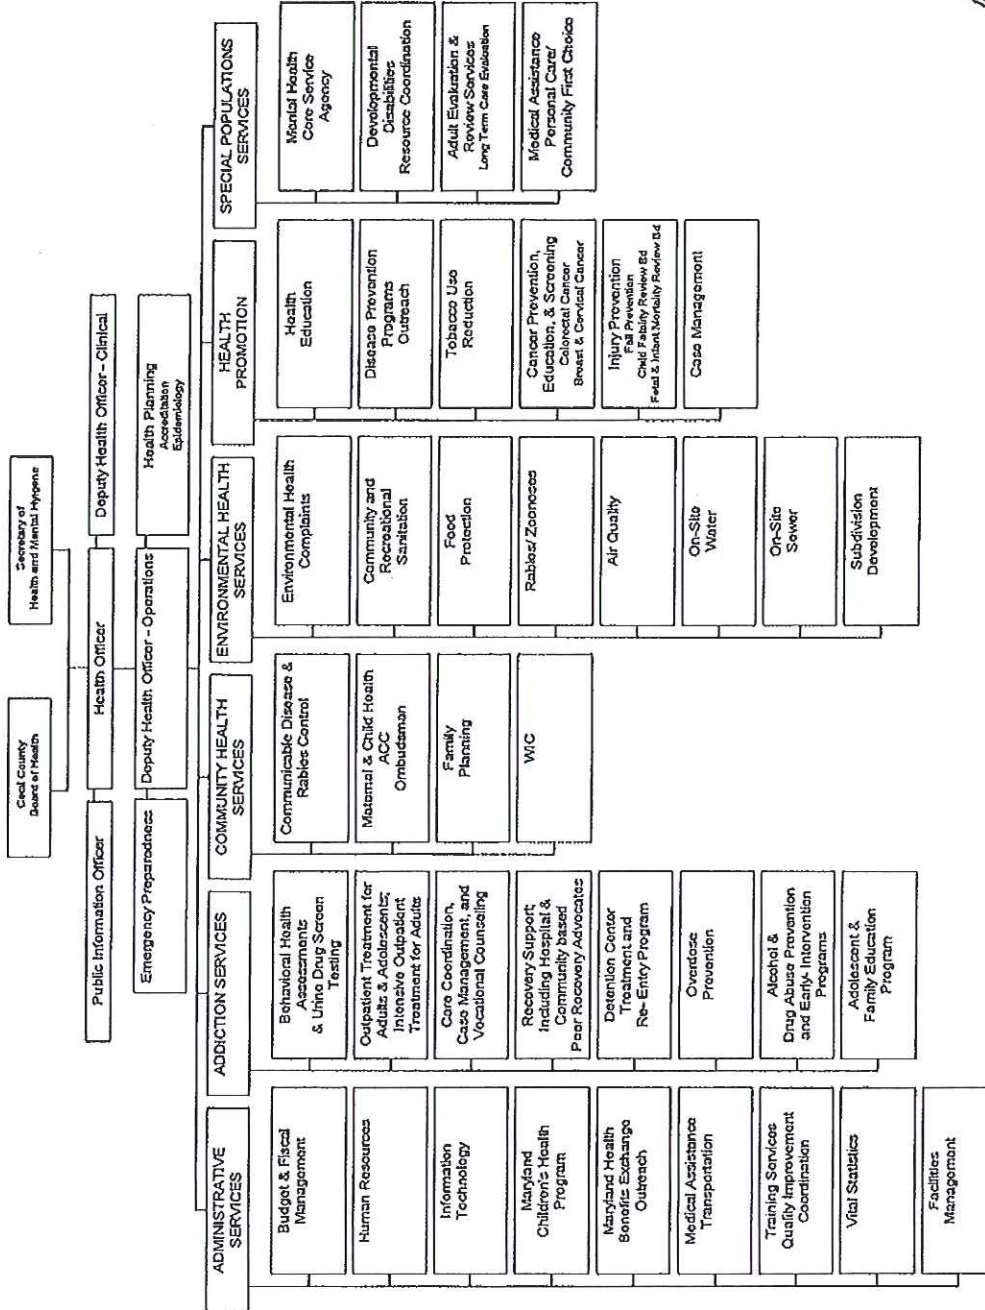 Cecil County
Board of Health
Secretary of
Health and Mental Hygiene
Public Information Officer
Health Officer
Deputy Health Officer - Clinical
Emergency Preparedness
Deputy Health Officer - Operations
Health Planning
Accreditation
Epidemiology
ADMINISTRATIVE
SERVICES
Budget & Fiscal
Management
Human Resources
Information
Technology
Maryland
Children's Health
Program
Maryland Health
Benefits Exchange
Outreach
Medical Assistance
Transportation
Training Services
Quality Improvement
Coordination
Vital Statistics
Facilities
Management
ADDICTION SERVICES
Behavioral Health
Assessments
& Urine Drug Screen
Testing
Outpatient Treatment for
Adults & Adolescents;
Intensive Outpatient
Treatment for Adults
Care Coordination,
Case Management, and
Vocational Counseling
Recovery Support,
Including Hospital &
Community based
Peer Recovery Advocates
Detention Center
Treatment and
Re- Entry Program
Overdose
Prevention
Alcohol &
Drug Abuse Prevention
and Early- Intervention
Programs
Adolescent &
Family Education
Program
COMMUNITY HEALTH
SERVICES
Communicable Disease &
Rabies Control
Maternal & Child Health
ACC
Ombudsman
Family
Planning
WIC
ENVIRONMENTAL HEALTH
SERVICES
Environmental Health
Complaints
Community and
Recreational
Sanitation
Food
Protection
Rabies/ Zoonoses
Air Quality
On-Site
Water
On-Site
Sewer
Subdivision
Development
HEALTH
PROMOTION
Health
Education
Disease Prevention
Programs
Outreach
Tobacco Use
Reduction
Cancer Prevention,
Education, & Screening
Colorectal Cancer
Breast & Cervical Cancer
Injury Prevention
Fall Prevention
Child Fatality Review Bd
Fetal & Infant Mortality Review Bd
Case Management
SPECIAL POPULATIONS
SERVICES
Mental Health
Core Service
Agency
Developmental
Disabilities
Resource Coordination
Adult Evaluation &
Review Services
Long Term Care Evaluation
Medical Assistance
Personal Care/
Community First Choice